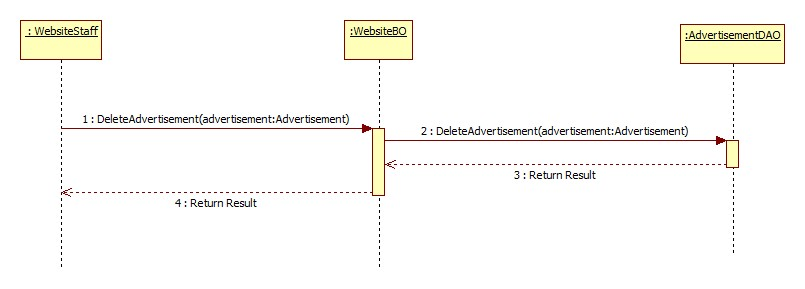 : WebsiteStaff
:WebsiteBO
:AdvertisementDAO
1 : DeleteAdvertisement(advertisement:Advertisement)
2 : DeleteAdvertisement(advertisement:Advertisement)
3 : Return Result
4 : Return Result